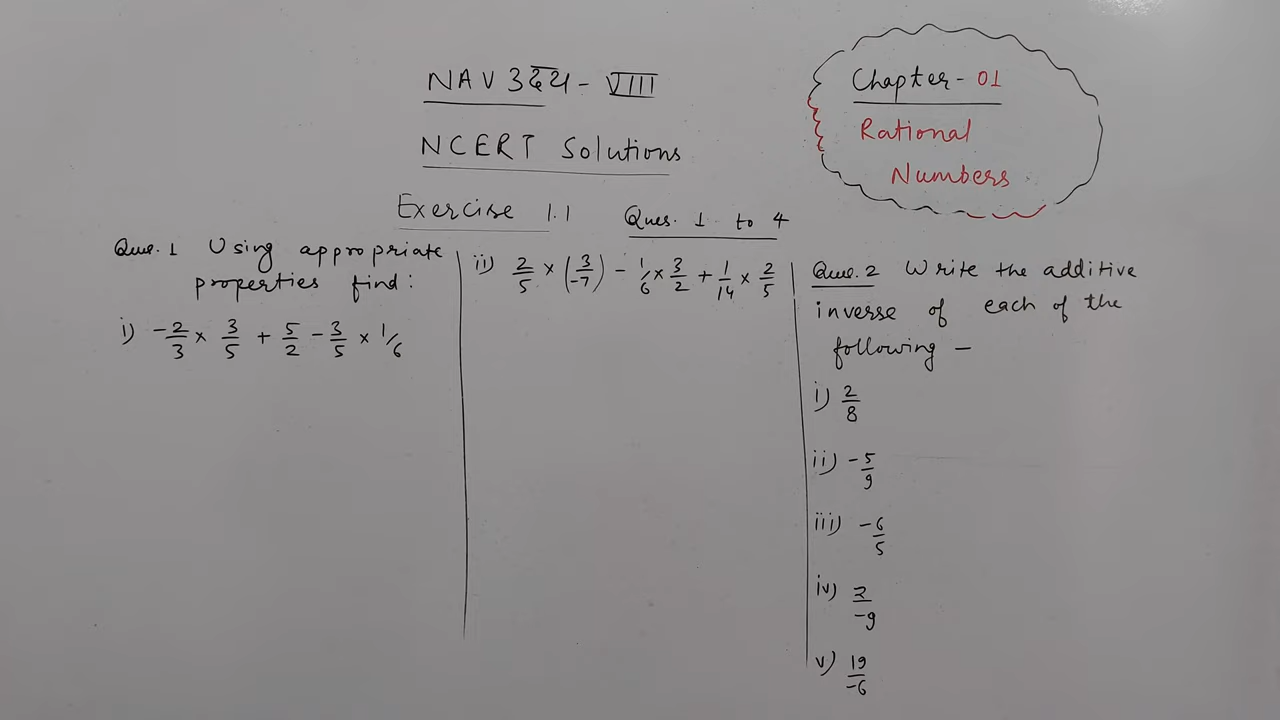 NAV उदय - VIII
NCERT Solutions
Chapter - 01
Rational
Numbers
Exercise 1.1 Ques. 1 to 4
Que. 1 Using appropriate
properties find :
i) -2/3 × 3/5 + 5/2 - 3/5 × 1/6
ii) 2/5 × (3/-7) - 1/6 × 3/2 + 1/14 × 2/5
Que. 2 Write the additive
inverse of each of the
following -
i) 2/8
ii) -5/9
iii) -6/5
iv) 2/-9
v) 19/-6